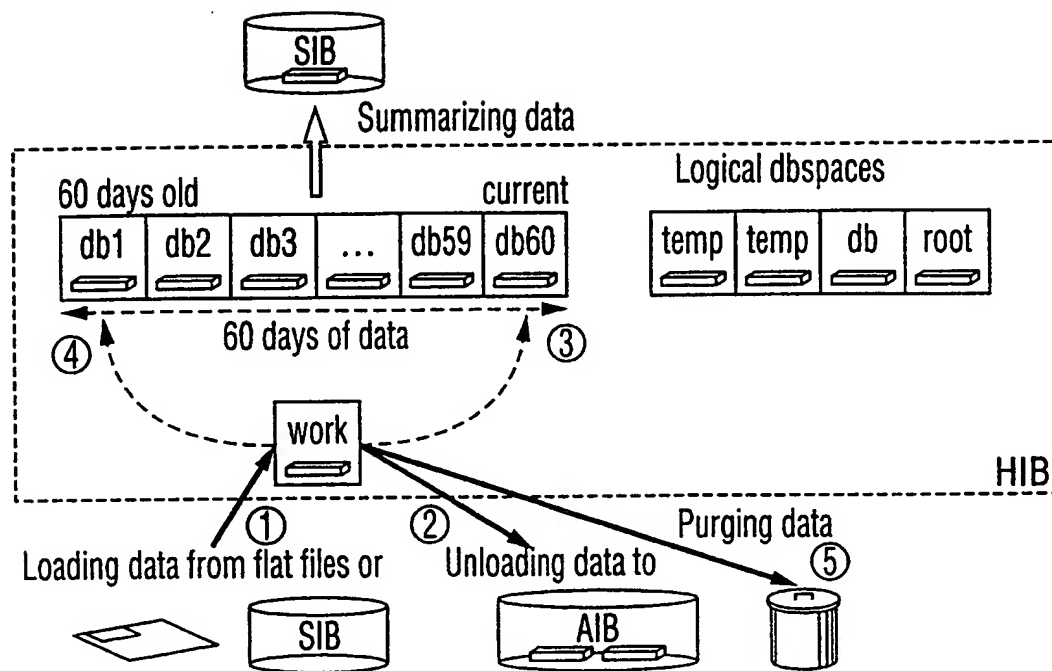 SIB
Summarizing data
60 days old current
Logical dbspaces
db1 db2 db3 ... db59 db60
temp temp db root
60 days of data
④ ③
work
HIB
① ② Purging data
⑤
Loading data from flat files or Unloading data to
SIB AIB